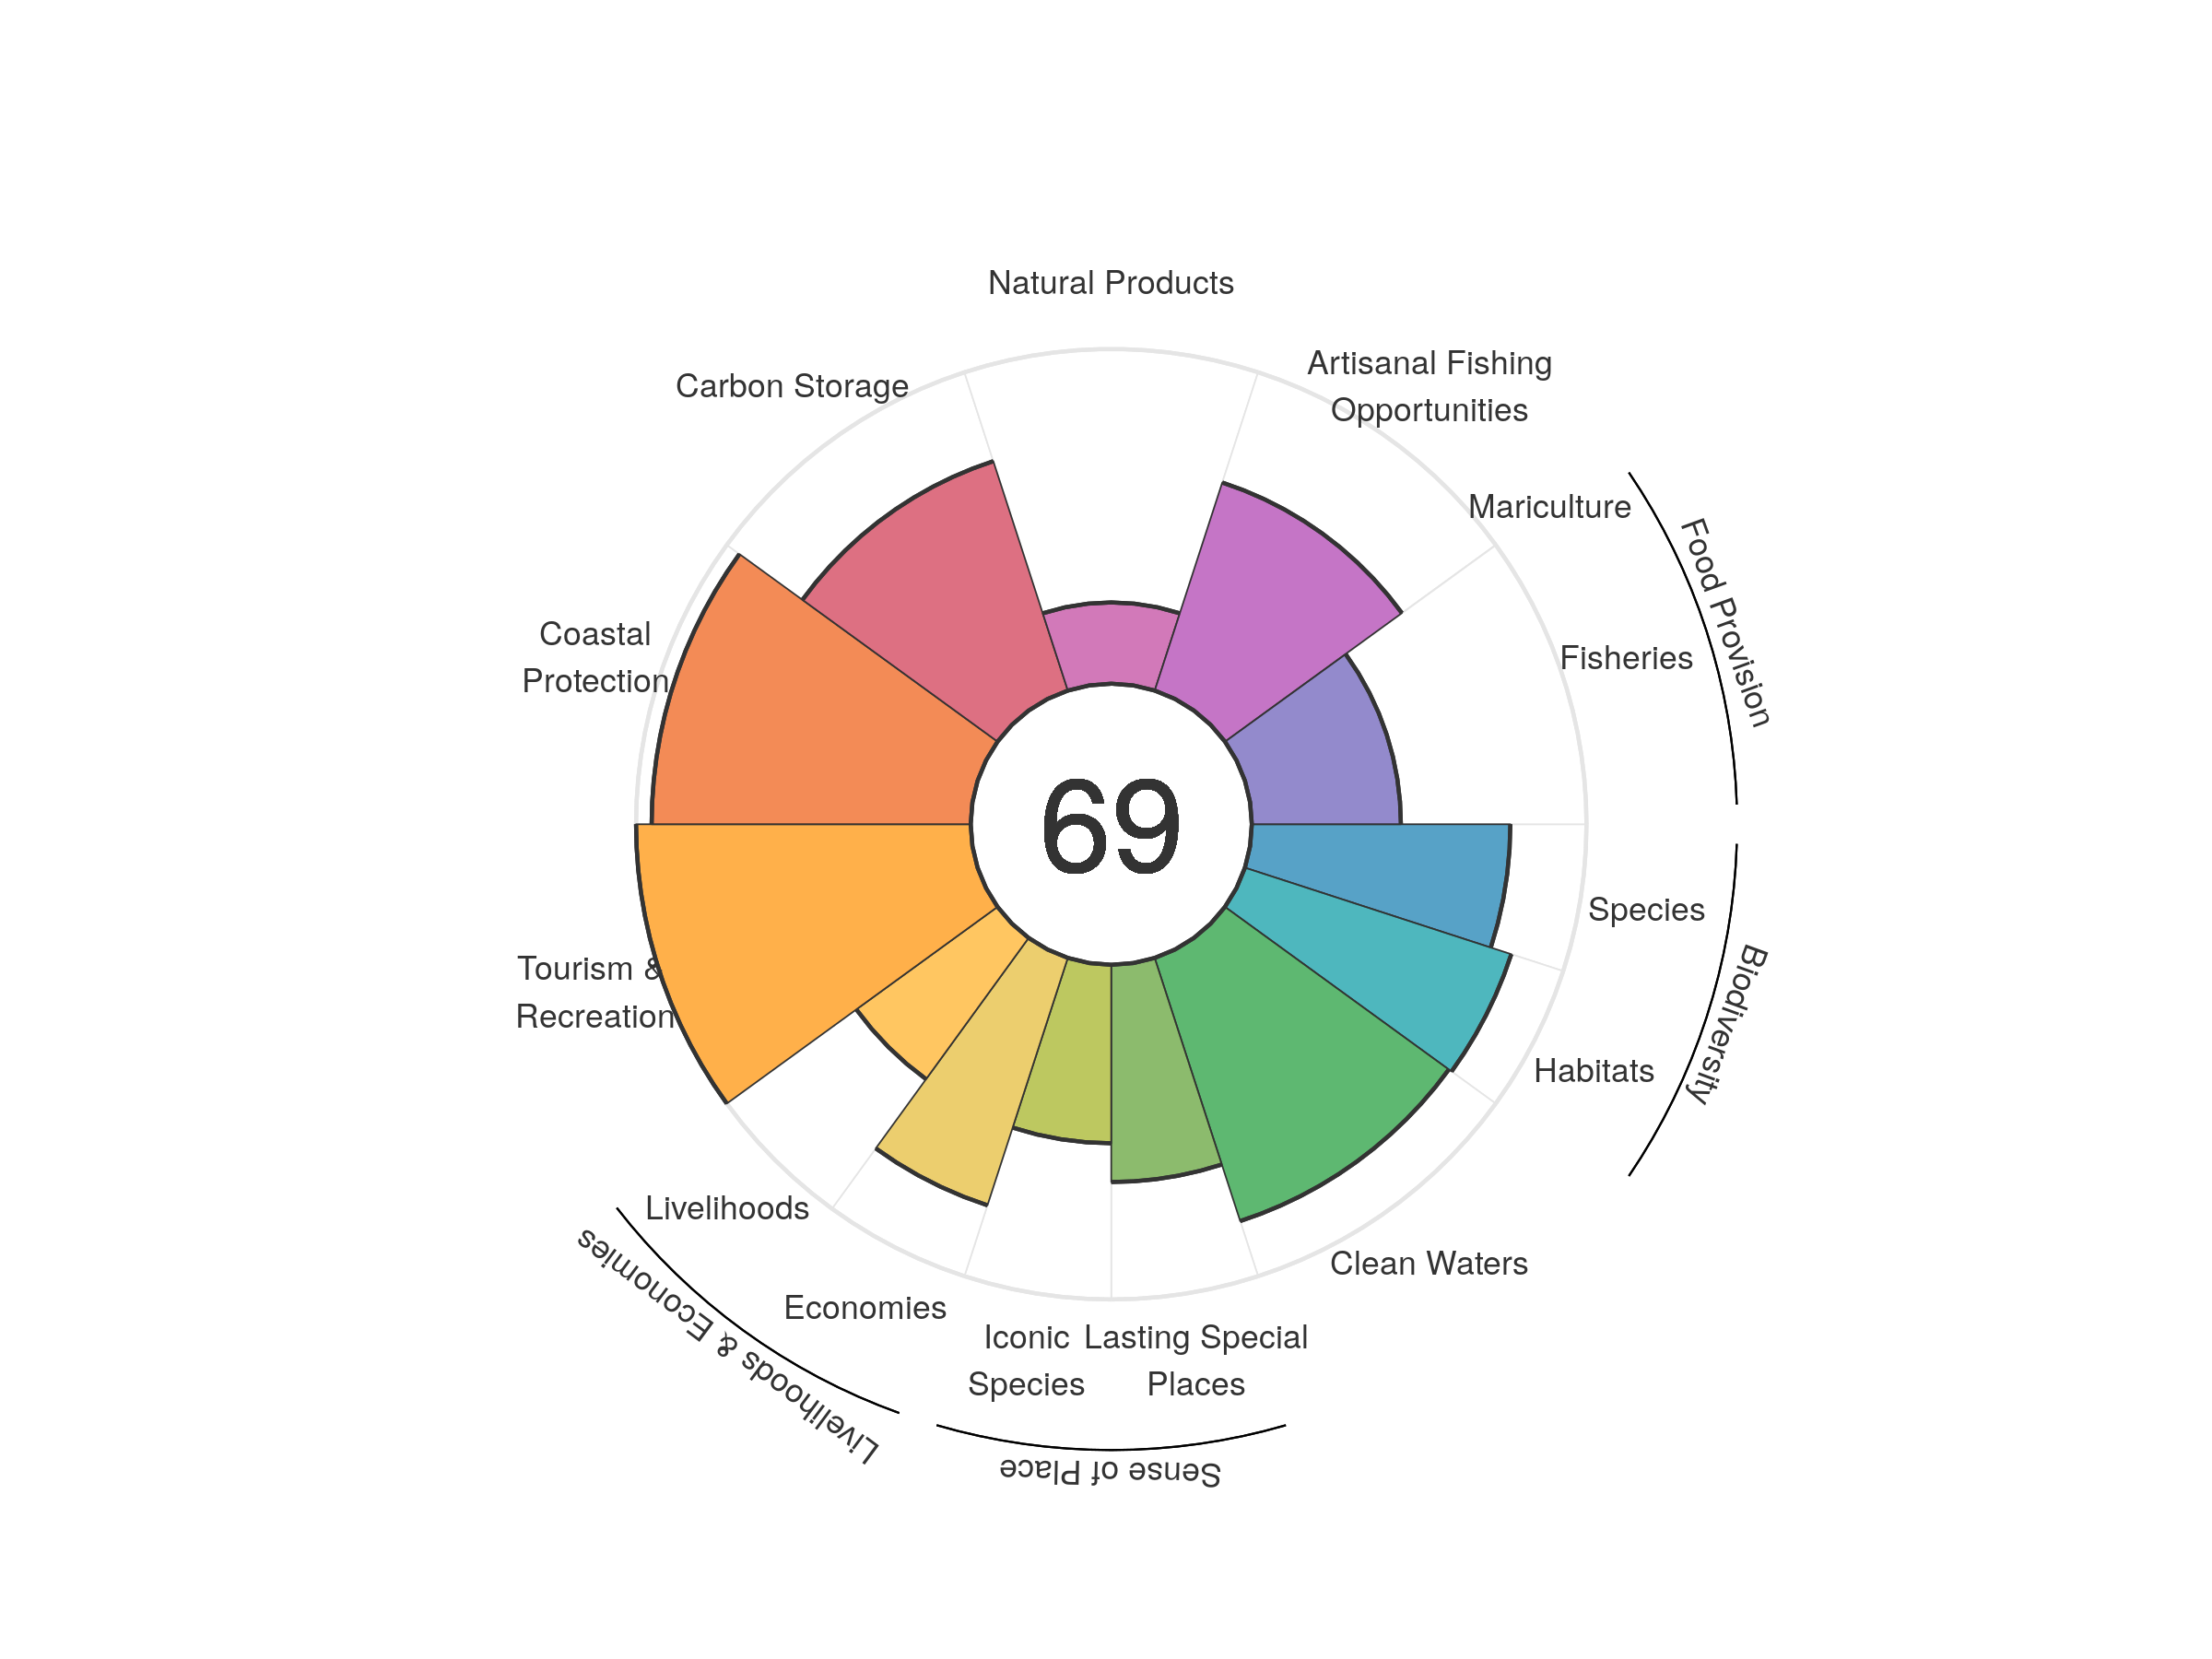 Natural Products
Artisanal Fishing
Opportunities
Carbon Storage
Mariculture
Food Provision
Fisheries
Coastal
Protection
69
Species
Biodiversity
Tourism &
Recreation
Habitats
Livelihoods
Clean Waters
Economies
Livelihoods & Economies
Iconic
Species
Lasting Special
Places
Sense of Place